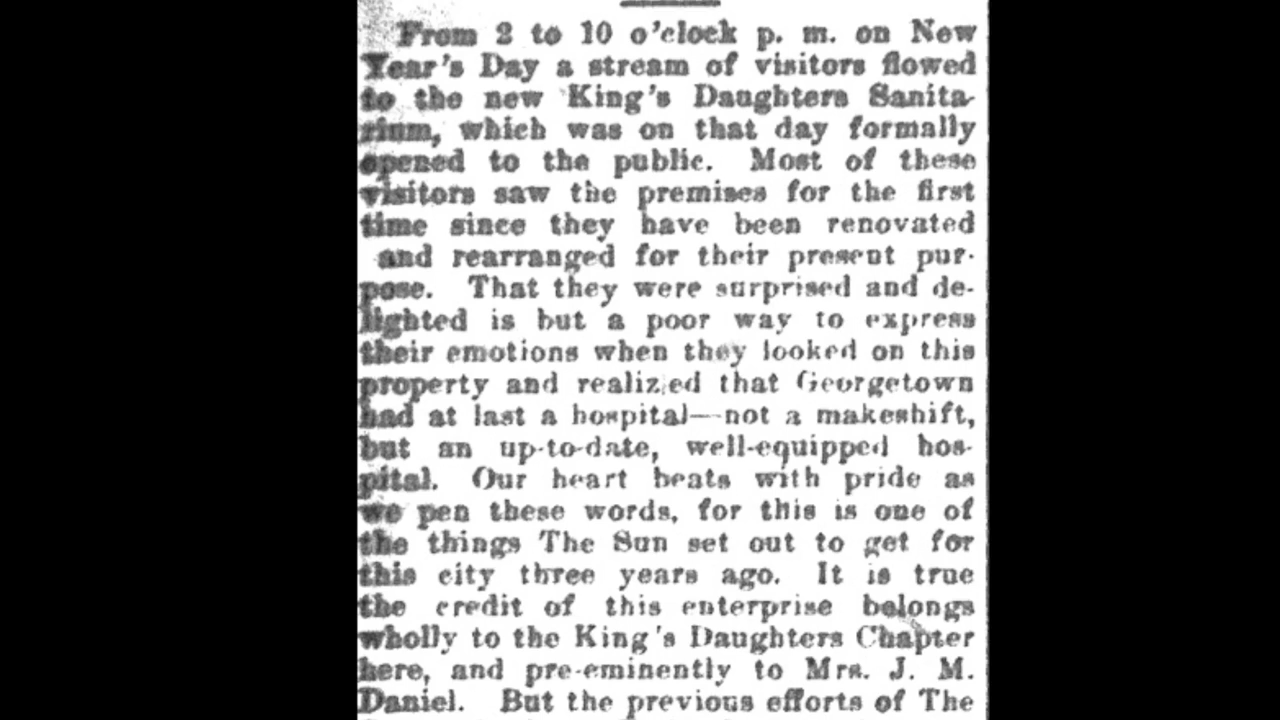 From 2 to 10 o'clock p. m. on New
Year's Day a stream of visitors flowed
to the new King's Daughters Sanita-
rium, which was on that day formally
opened to the public. Most of these
visitors saw the premises for the first
time since they have been renovated
and rearranged for their present pur-
pose. That they were surprised and de-
lighted is but a poor way to express
their emotions when they looked on this
property and realized that Georgetown
had at last a hospital—not a makeshift,
but an up-to-date, well-equipped hos-
pital. Our heart beats with pride as
we pen these words, for this is one of
the things The Sun set out to get for
this city three years ago. It is true
the credit of this enterprise belongs
wholly to the King's Daughters Chapter
here, and pre-eminently to Mrs. J. M.
Daniel. But the previous efforts of The